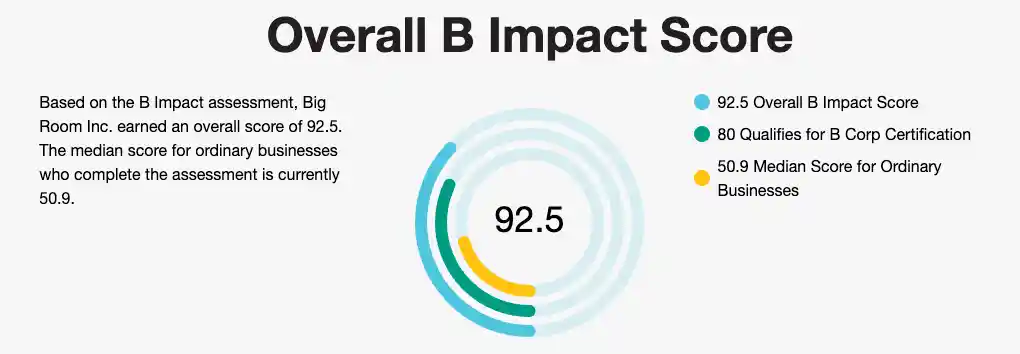 Overall B Impact Score
Based on the B Impact assessment, Big
Room Inc. earned an overall score of 92.5.
The median score for ordinary businesses
who complete the assessment is currently
50.9.
92.5
92.5 Overall B Impact Score
80 Qualifies for B Corp Certification
50.9 Median Score for Ordinary
Businesses